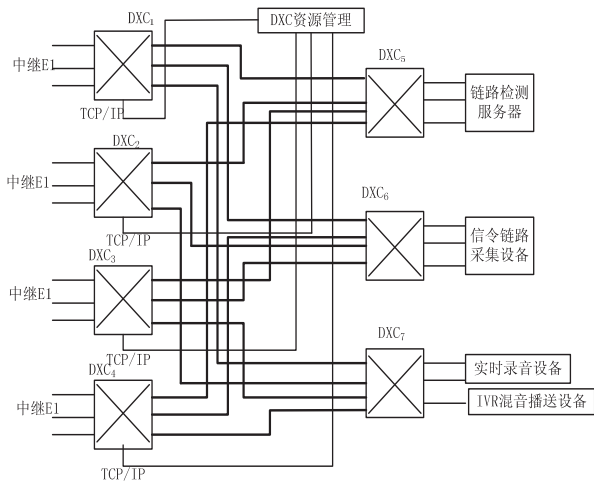 DXC1
DXC资源管理
中继E1
TCP/IP
DXC5
链路检测
服务器
DXC2
中继E1
TCP/IP
DXC6
信令链路
采集设备
DXC3
中继E1
TCP/IP
DXC7
实时录音设备
IVR混音播送设备
DXC4
中继E1
TCP/IP